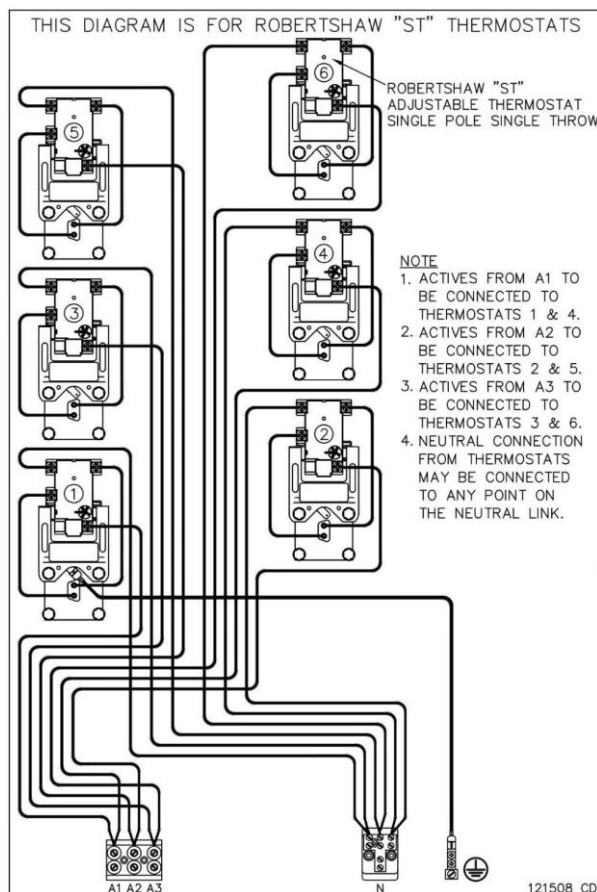 THIS DIAGRAM IS FOR ROBERTSHAW "ST" THERMOSTATS
6
ROBERTSHAW "ST"
ADJUSTABLE THERMOSTAT
SINGLE POLE SINGLE THROW
5
4
3
2
1
NOTE
1. ACTIVES FROM A1 TO
BE CONNECTED TO
THERMOSTATS 1 & 4.
2. ACTIVES FROM A2 TO
BE CONNECTED TO
THERMOSTATS 2 & 5.
3. ACTIVES FROM A3 TO
BE CONNECTED TO
THERMOSTATS 3 & 6.
4. NEUTRAL CONNECTION
FROM THERMOSTATS
MAY BE CONNECTED
TO ANY POINT ON
THE NEUTRAL LINK.
A1 A2 A3
N
121508 CD